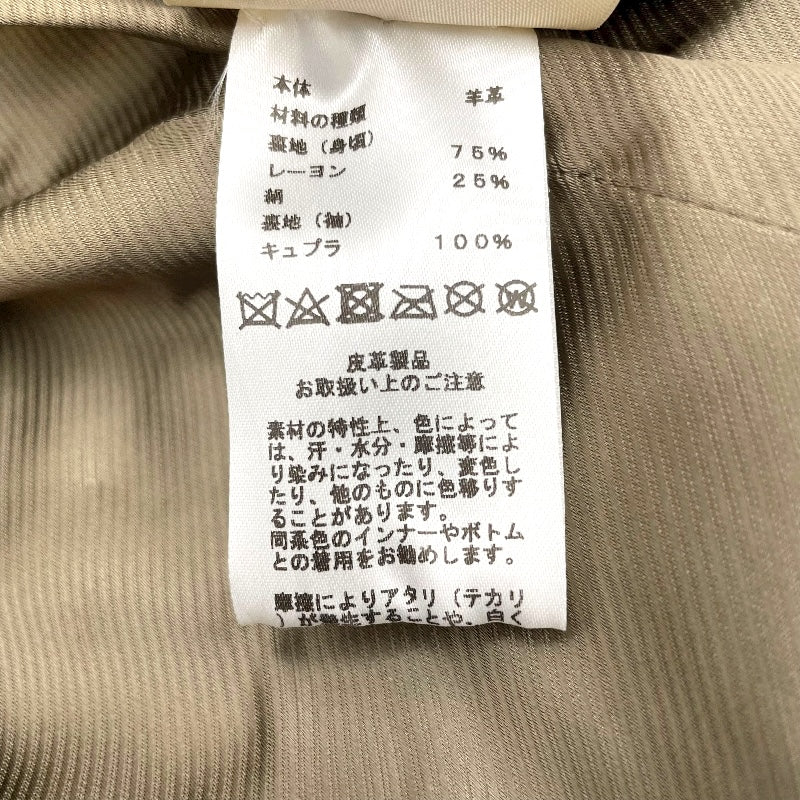 本体
材料の種類 羊革
裏地（身頃）
レーヨン 75%
綿 25%
裏地（袖）
キュプラ 100%
皮革製品
お取扱い上のご注意
素材の特性上、色によって
は、汗・水分・摩擦等によ
り染みになったり、変色し
たり、他のものに色移りす
ることがあります。
同系色のインナーやボトム
との着用をお勧めします。
摩擦によりアタリ（テカリ
）が発生することや、白く